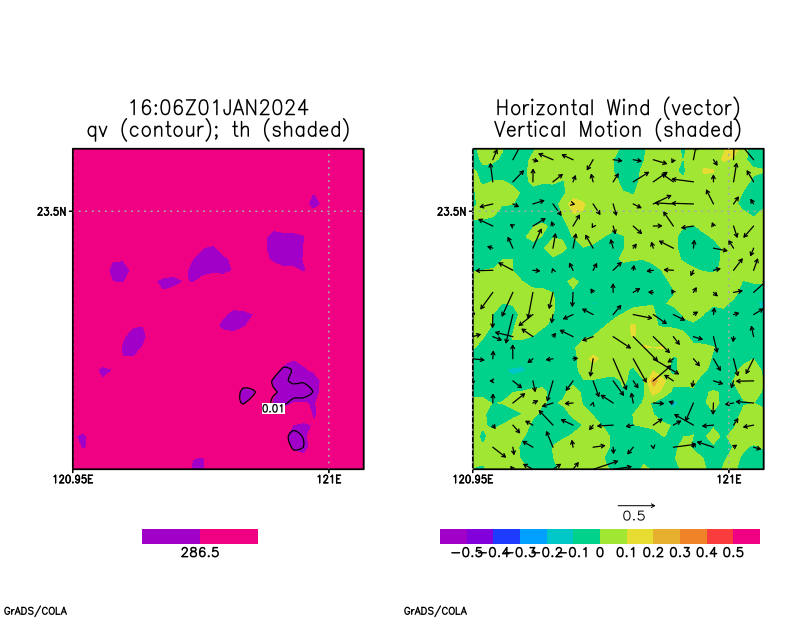 16:06Z01JAN2024
qv (contour); th (shaded)
23.5N
0.01
120.95E
121E
286.5
Horizontal Wind (vector)
Vertical Motion (shaded)
23.5N
120.95E
121E
0.5
-0.5 -0.4 -0.3 -0.2 -0.1 0 0.1 0.2 0.3 0.4 0.5
GrADS/COLA
GrADS/COLA